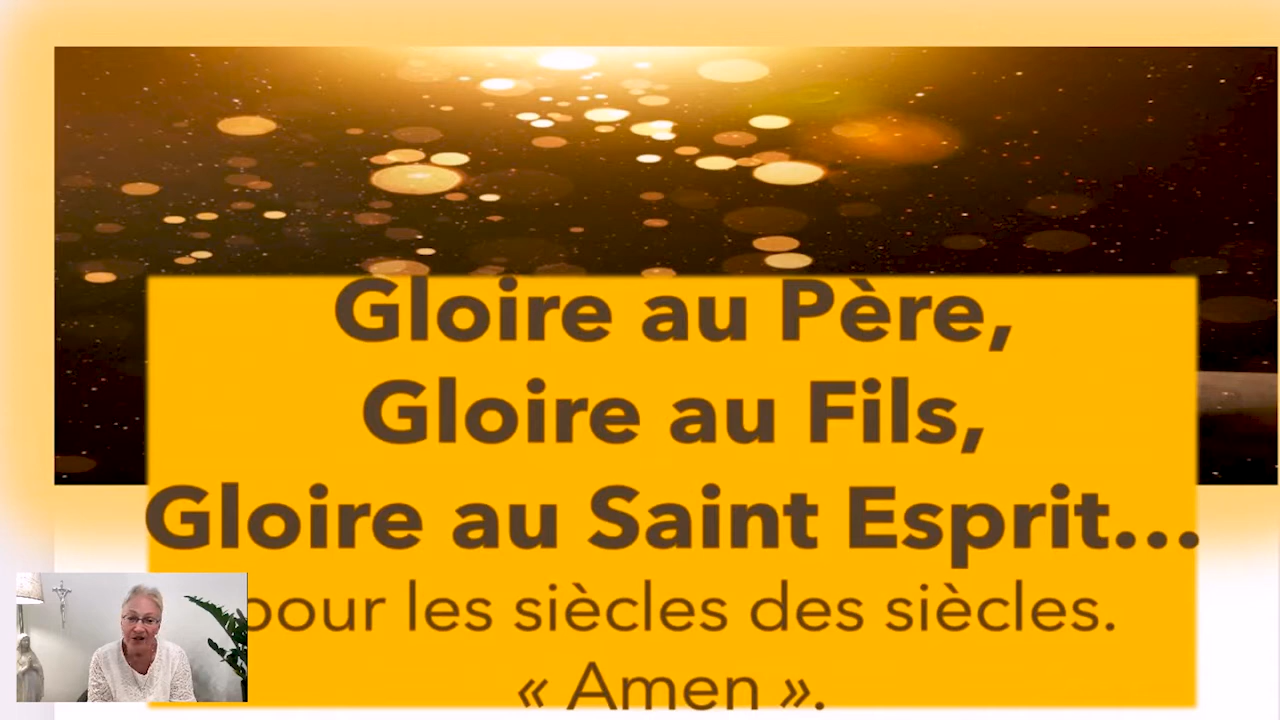 Gloire au Père,
Gloire au Fils,
Gloire au Saint Esprit...
pour les siècles des siècles.
« Amen ».